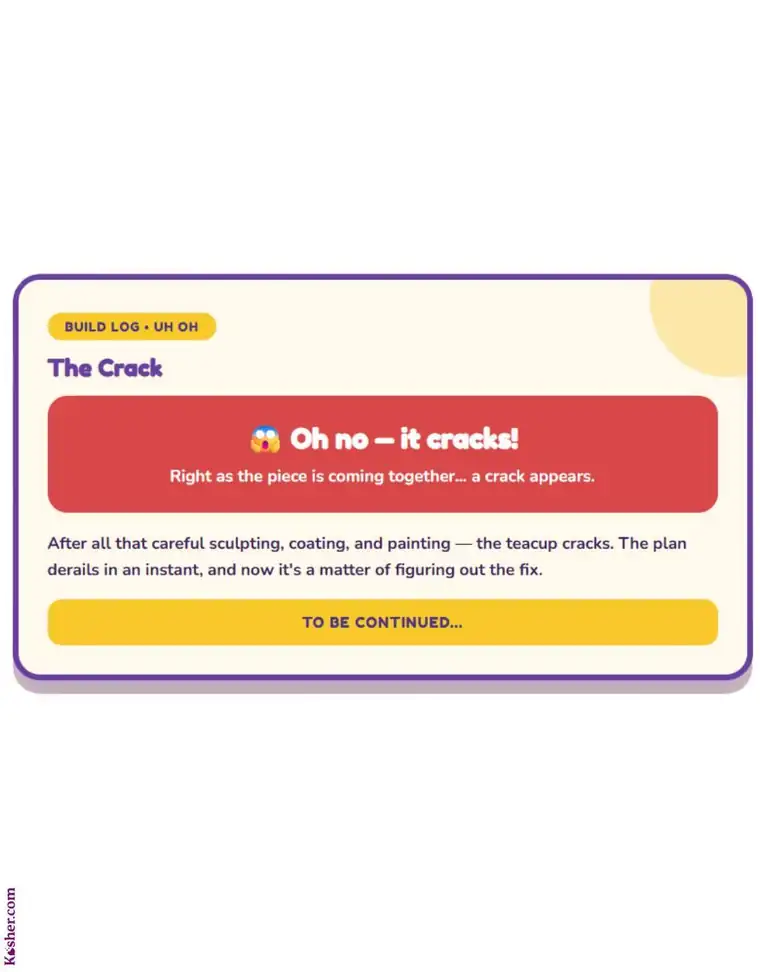 BUILD LOG • UH OH
The Crack
😱 Oh no — it cracks!
Right as the piece is coming together... a crack appears.
After all that careful sculpting, coating, and painting — the teacup cracks. The plan
derails in an instant, and now it's a matter of figuring out the fix.
TO BE CONTINUED...
Kosher.com